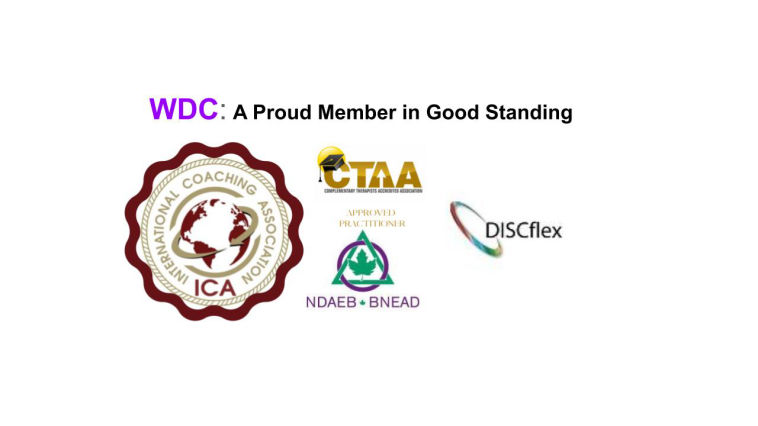 WDC: A Proud Member in Good Standing
INTERNATIONAL COACHING ASSOCIATION
ICA
CTAA
COMPLEMENTARY THERAPISTS ACCREDITED ASSOCIATION
APPROVED
PRACTITIONER
NDAEB BNEAD
DISCflex